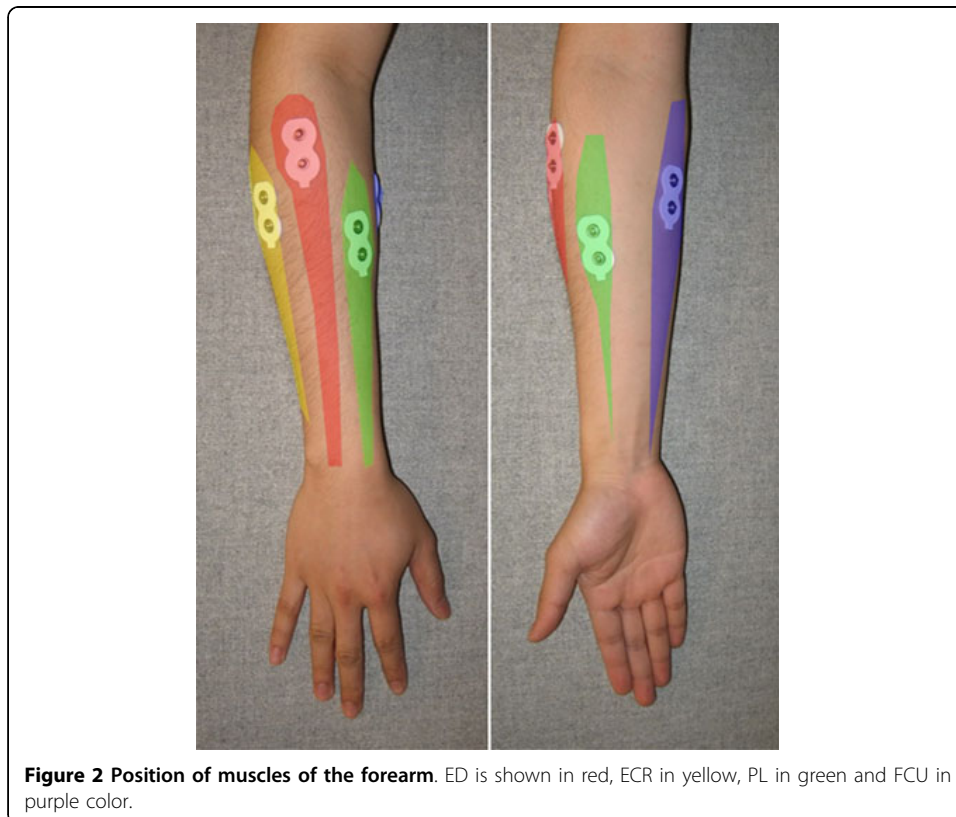 Figure 2 Position of muscles of the forearm. ED is shown in red, ECR in yellow, PL in green and FCU in
purple color.